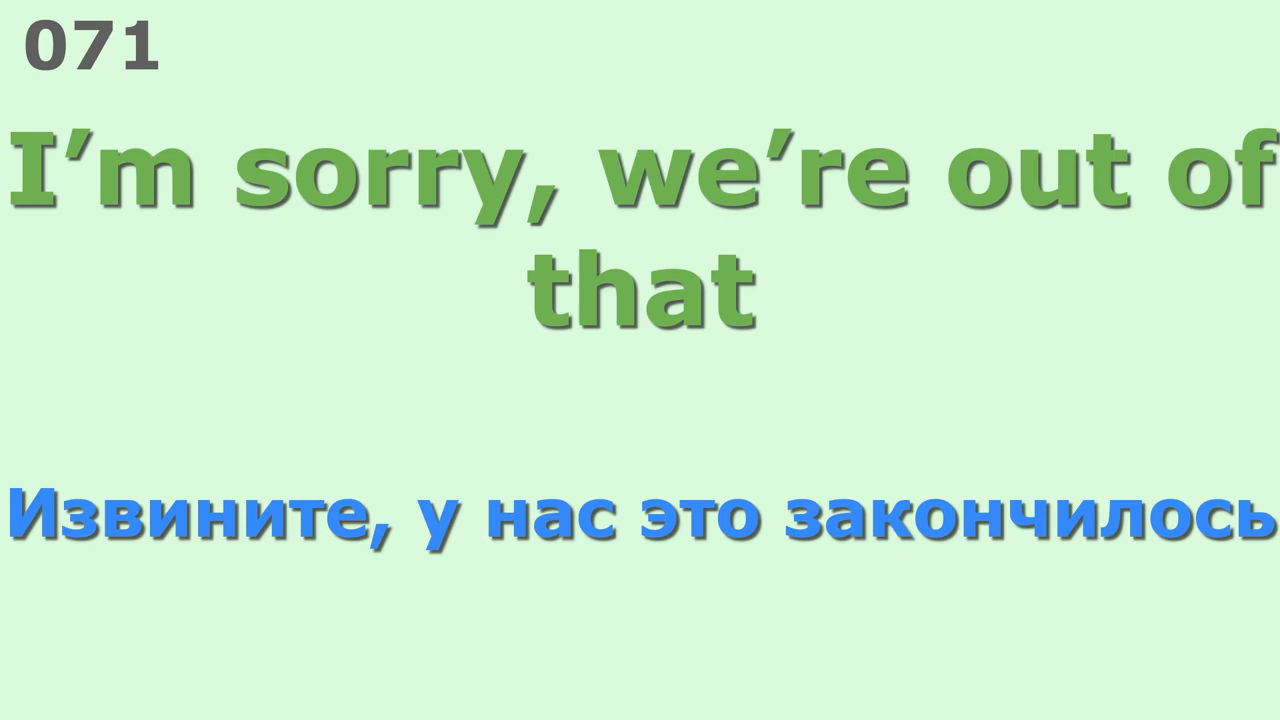 071
I’m sorry, we’re out of
that
Извините, у нас это закончилось